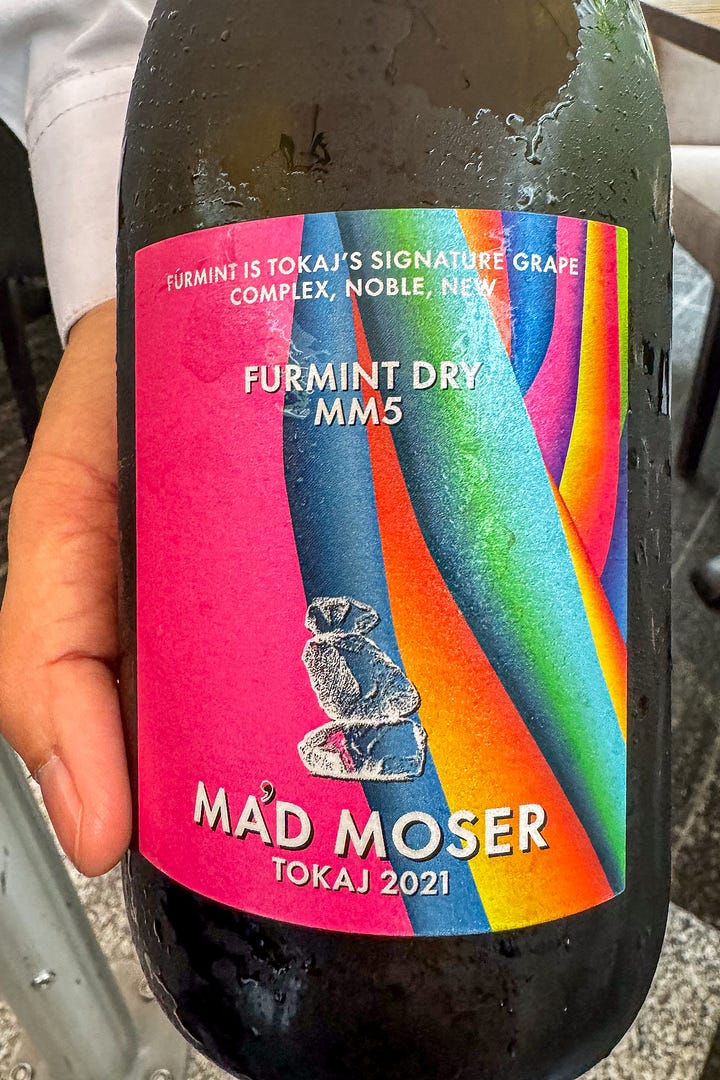 FURMINT IS TOKAJ'S SIGNATURE GRAPE
COMPLEX, NOBLE, NEW
FURMINT DRY
MM5
MA'D MOSER
TOKAJ 2021